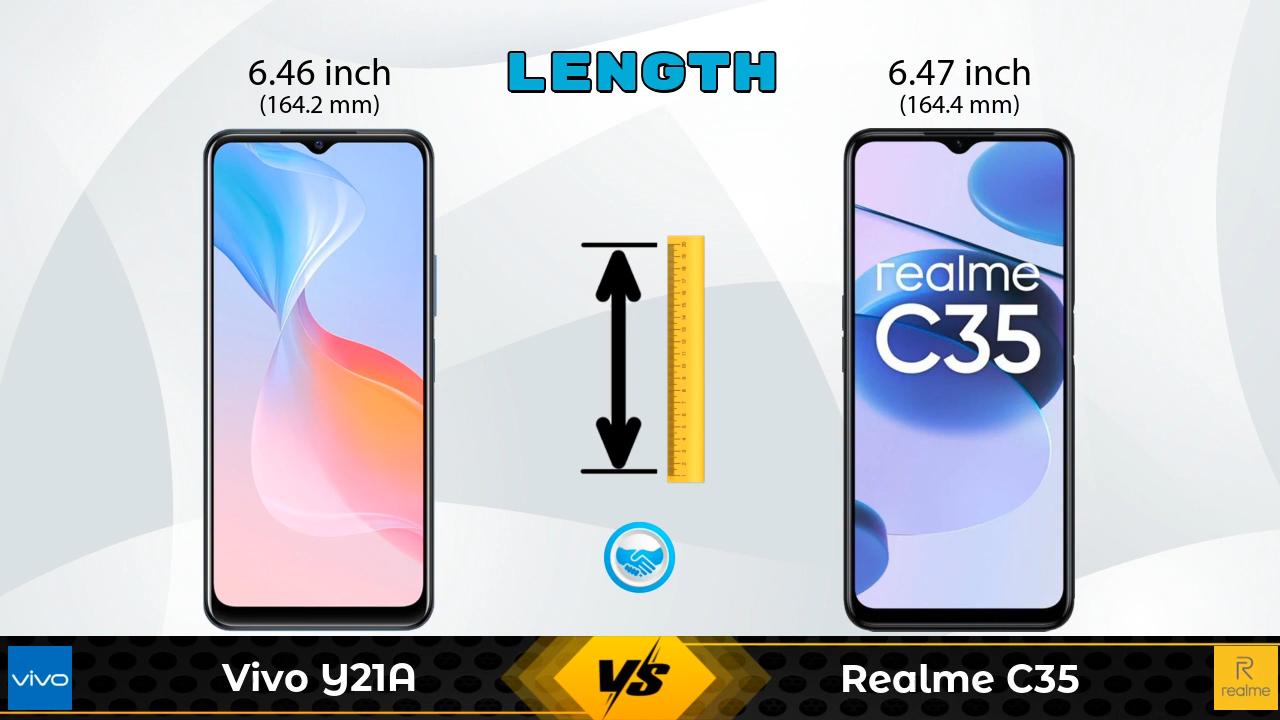 LENGTH
6.46 inch
(164.2 mm)
6.47 inch
(164.4 mm)
realme
C35
vivo
Vivo Y21A
VS
Realme C35
R
realme